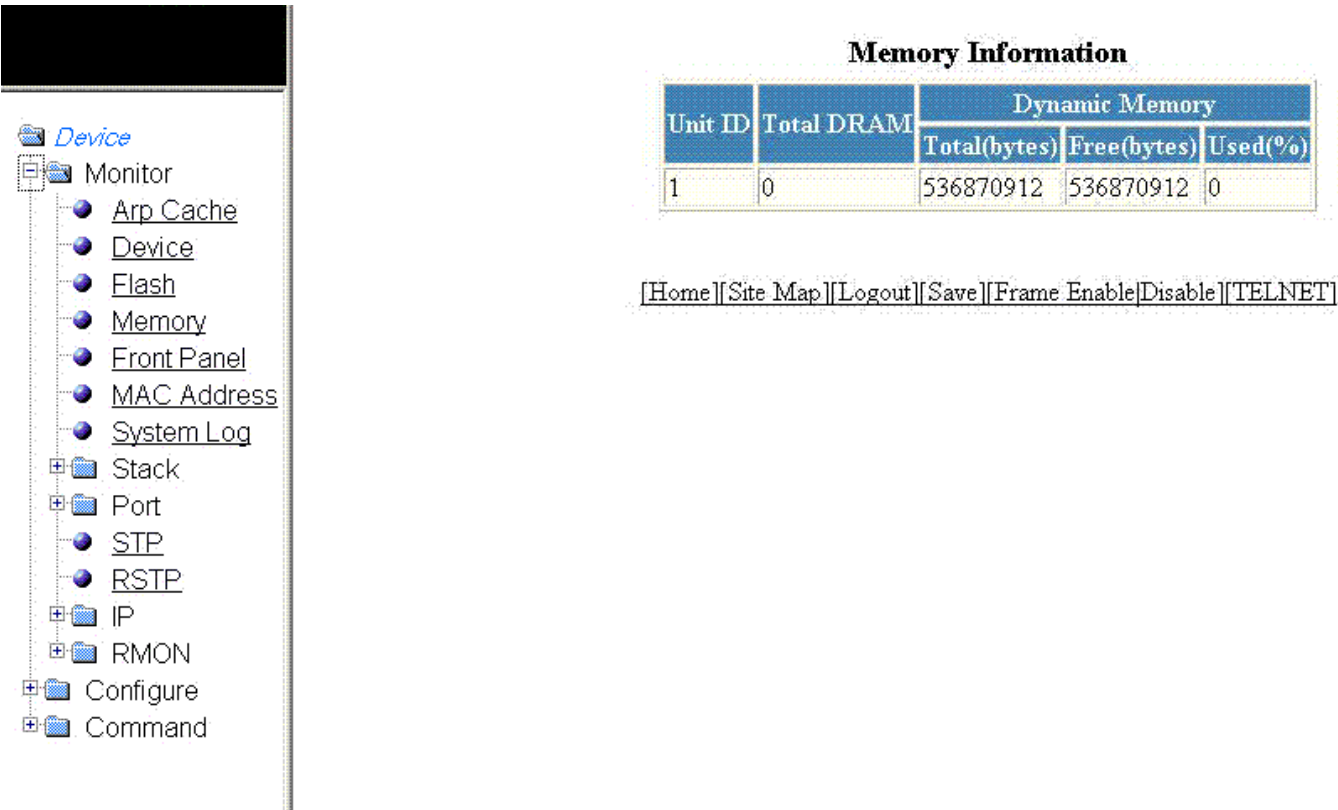 Device
Monitor
Arp Cache
Device
Flash
Memory
Front Panel
MAC Address
System Log
Stack
Port
STP
RSTP
IP
RMON
Configure
Command
Memory Information
Unit ID Total DRAM Dynamic Memory
Total(bytes) Free(bytes) Used(%)
1 0 536870912 536870912 0
[Home][Site Map][Logout][Save][Frame Enable|Disable][TELNET]